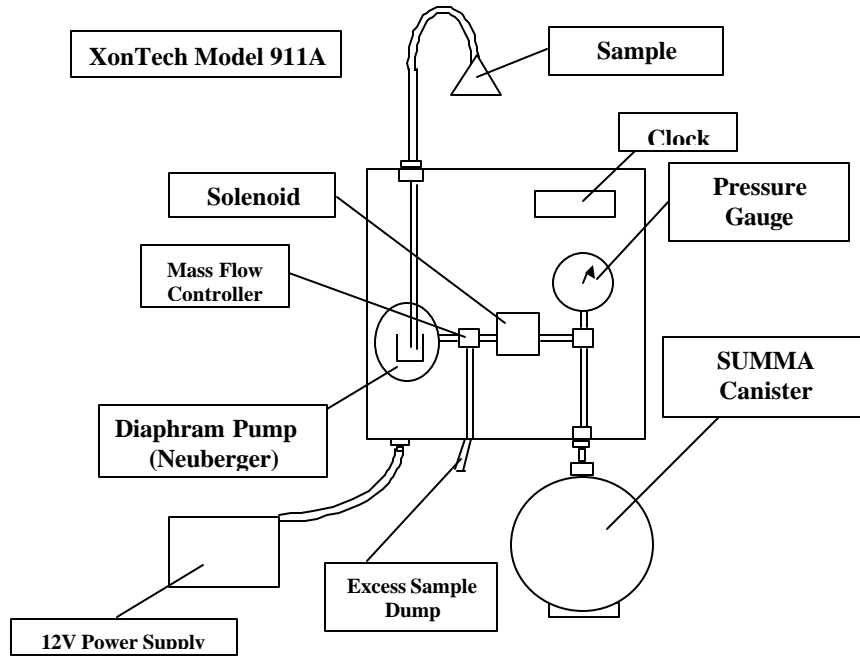 XonTech Model 911A
Sample
Clock
Solenoid
Pressure
Gauge
Mass Flow
Controller
SUMMA
Canister
Diaphram Pump
(Neuberger)
Excess Sample
Dump
12V Power Supply